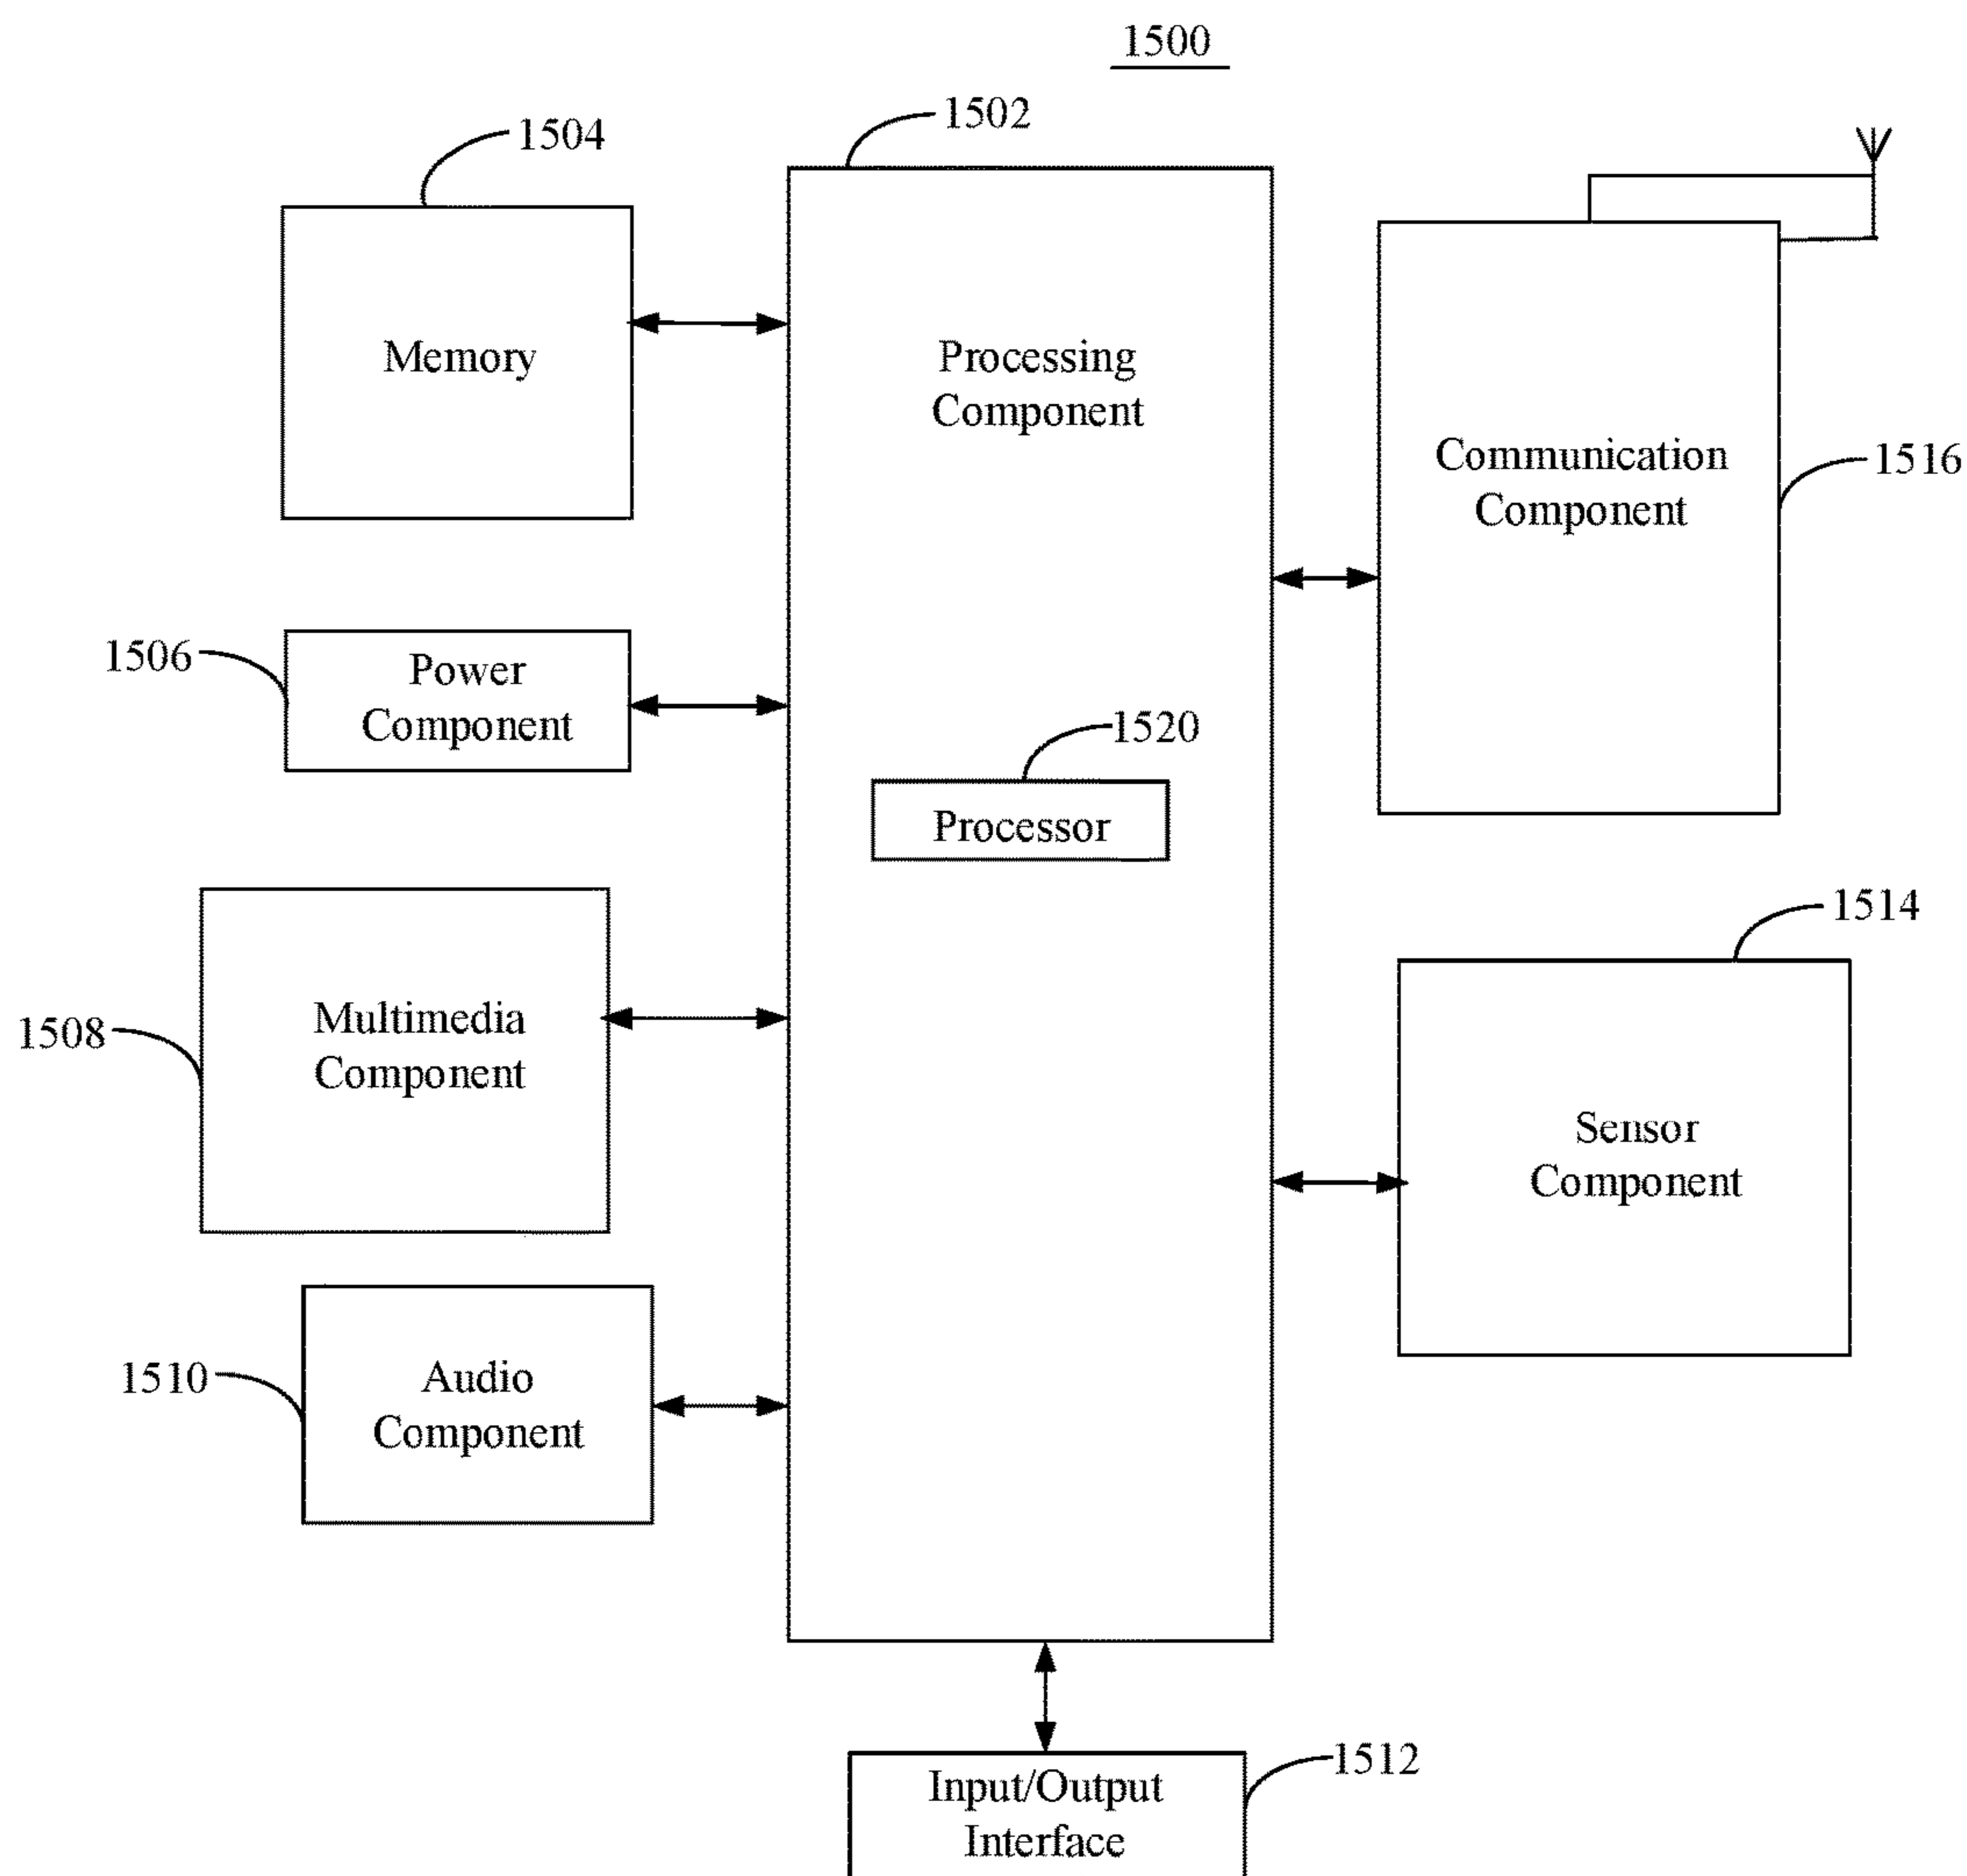 1500
1502
1504
Memory
Processing
Component
Communication
Component
1516
1506
Power
Component
1520
Processor
1514
1508
Multimedia
Component
Sensor
Component
1510
Audio
Component
1512
Input/Output
Interface